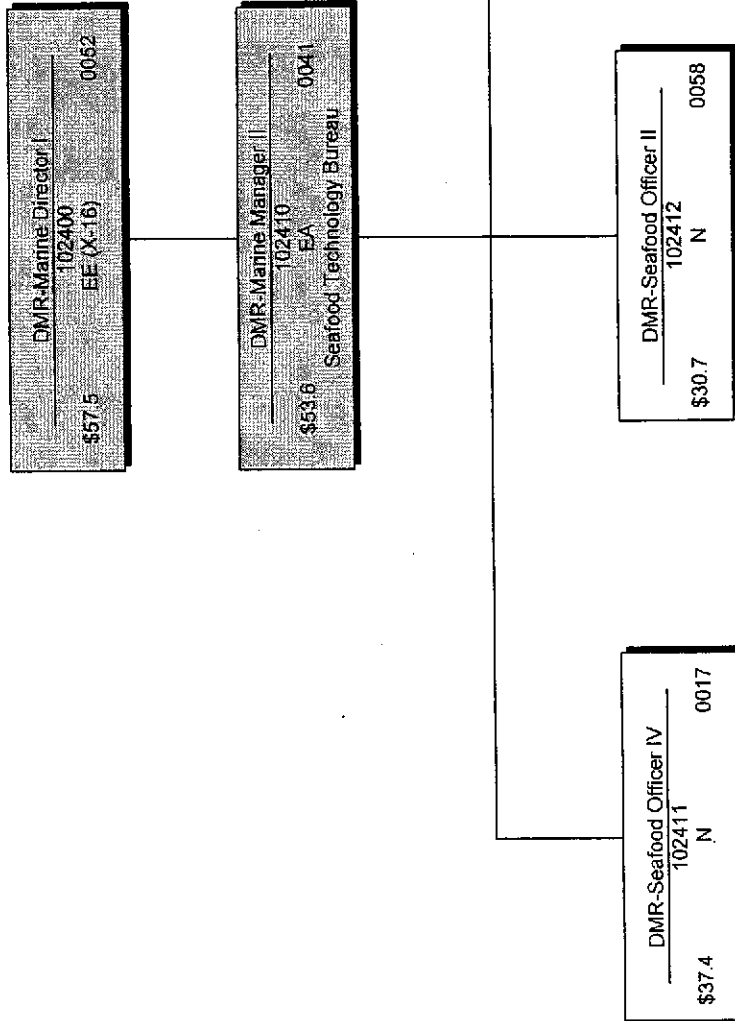 DMR-Marine Director I
102400
$57.5 EE (X-16) 0052
DMR-Marine Manager II
102410
$53.6 EA 0041
Seafood Technology Bureau
DMR-Seafood Officer IV
102411
$37.4 N 0017
DMR-Seafood Officer II
102412
$30.7 N 0058